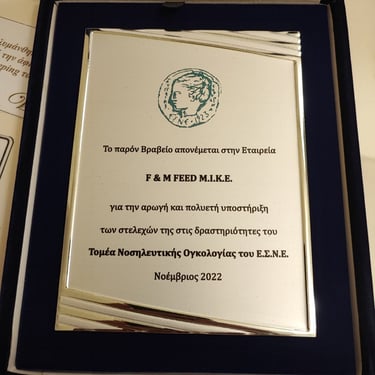 Το παρόν Βραβείο απονέμεται στην Εταιρεία
F & M FEED Μ.Ι.Κ.Ε.
για την αρωγή και πολυετή υποστήριξη
των στελεχών της στις δραστηριότητες του
Τομέα Νοσηλευτικής Ογκολογίας του Ε.Σ.Ν.Ε.
Νοέμβριος 2022